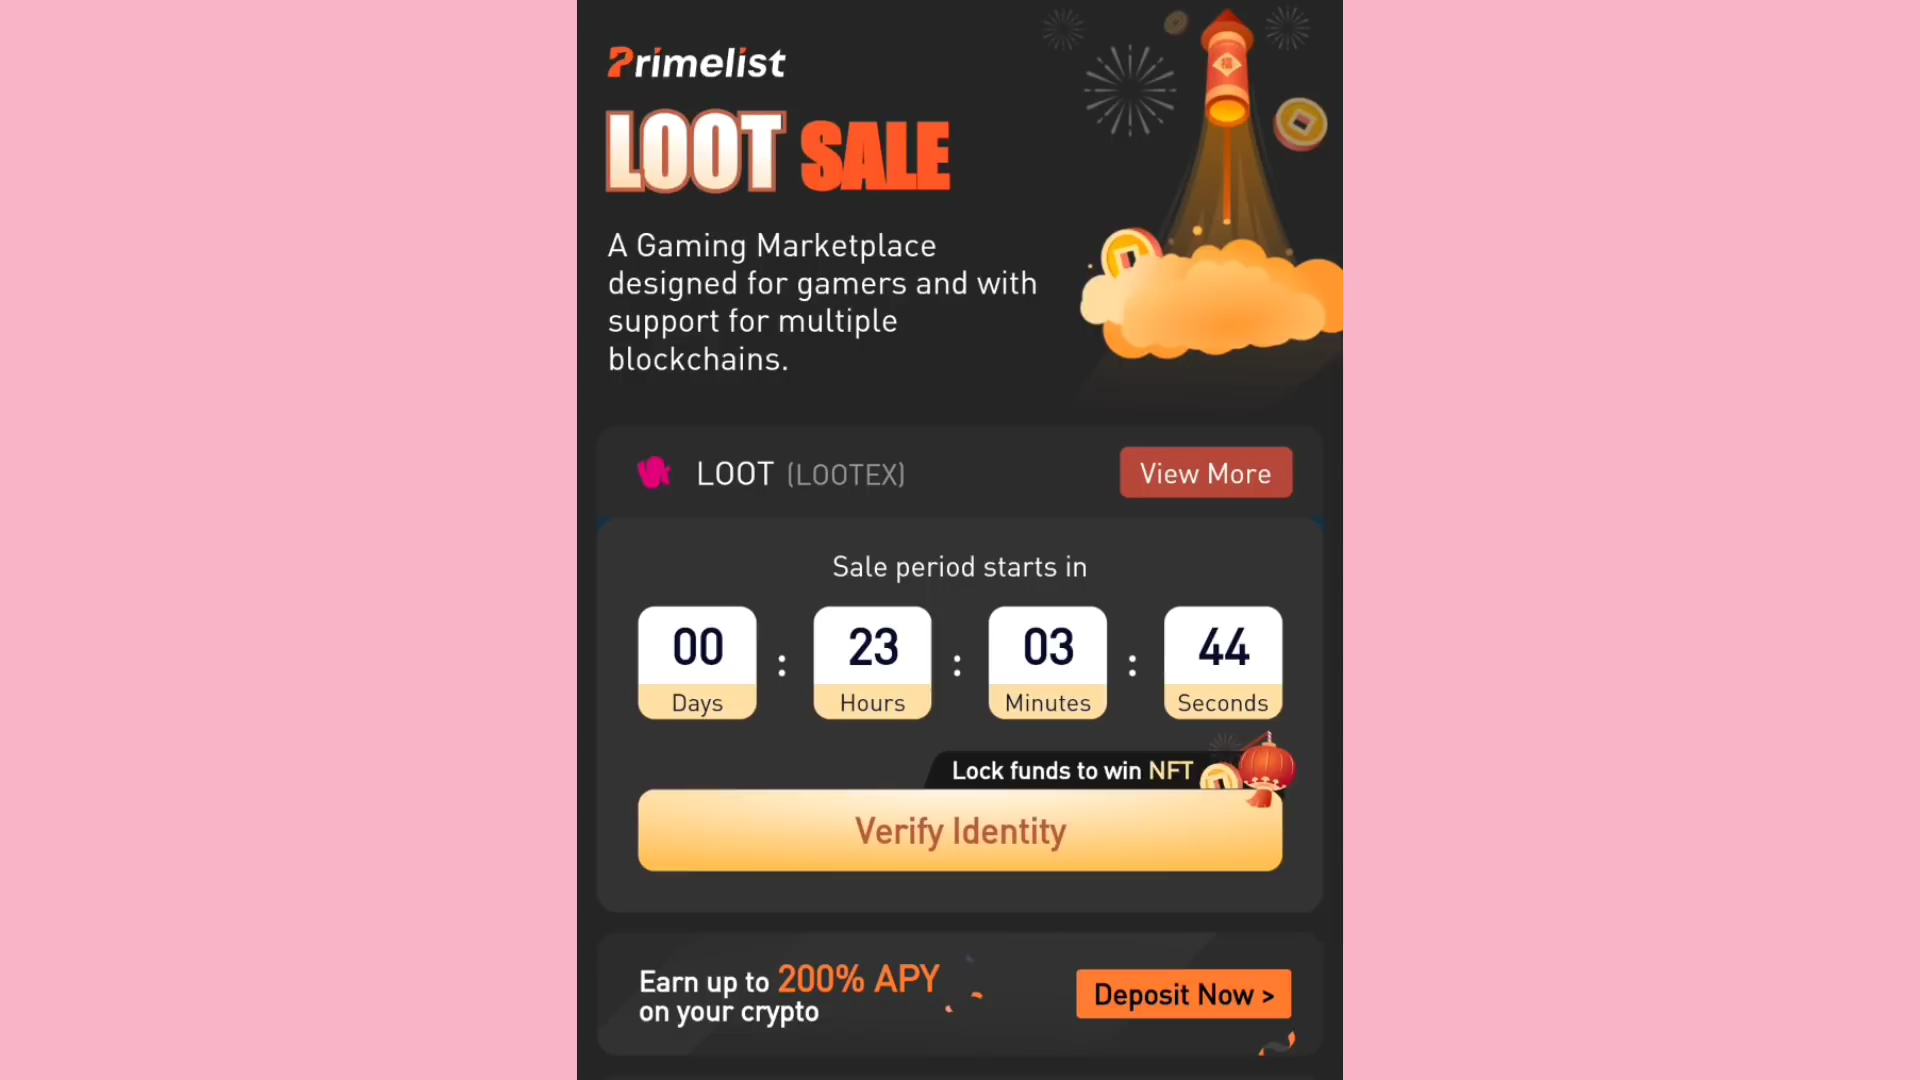 Primelist
LOOT SALE
A Gaming Marketplace
designed for gamers and with
support for multiple
blockchains.
福
LOOT (LOOTEX)
View More
Sale period starts in
00 : 23 : 03 : 44
Days Hours Minutes Seconds
Lock funds to win NFT
Verify Identity
Earn up to 200% APY
on your crypto
Deposit Now >